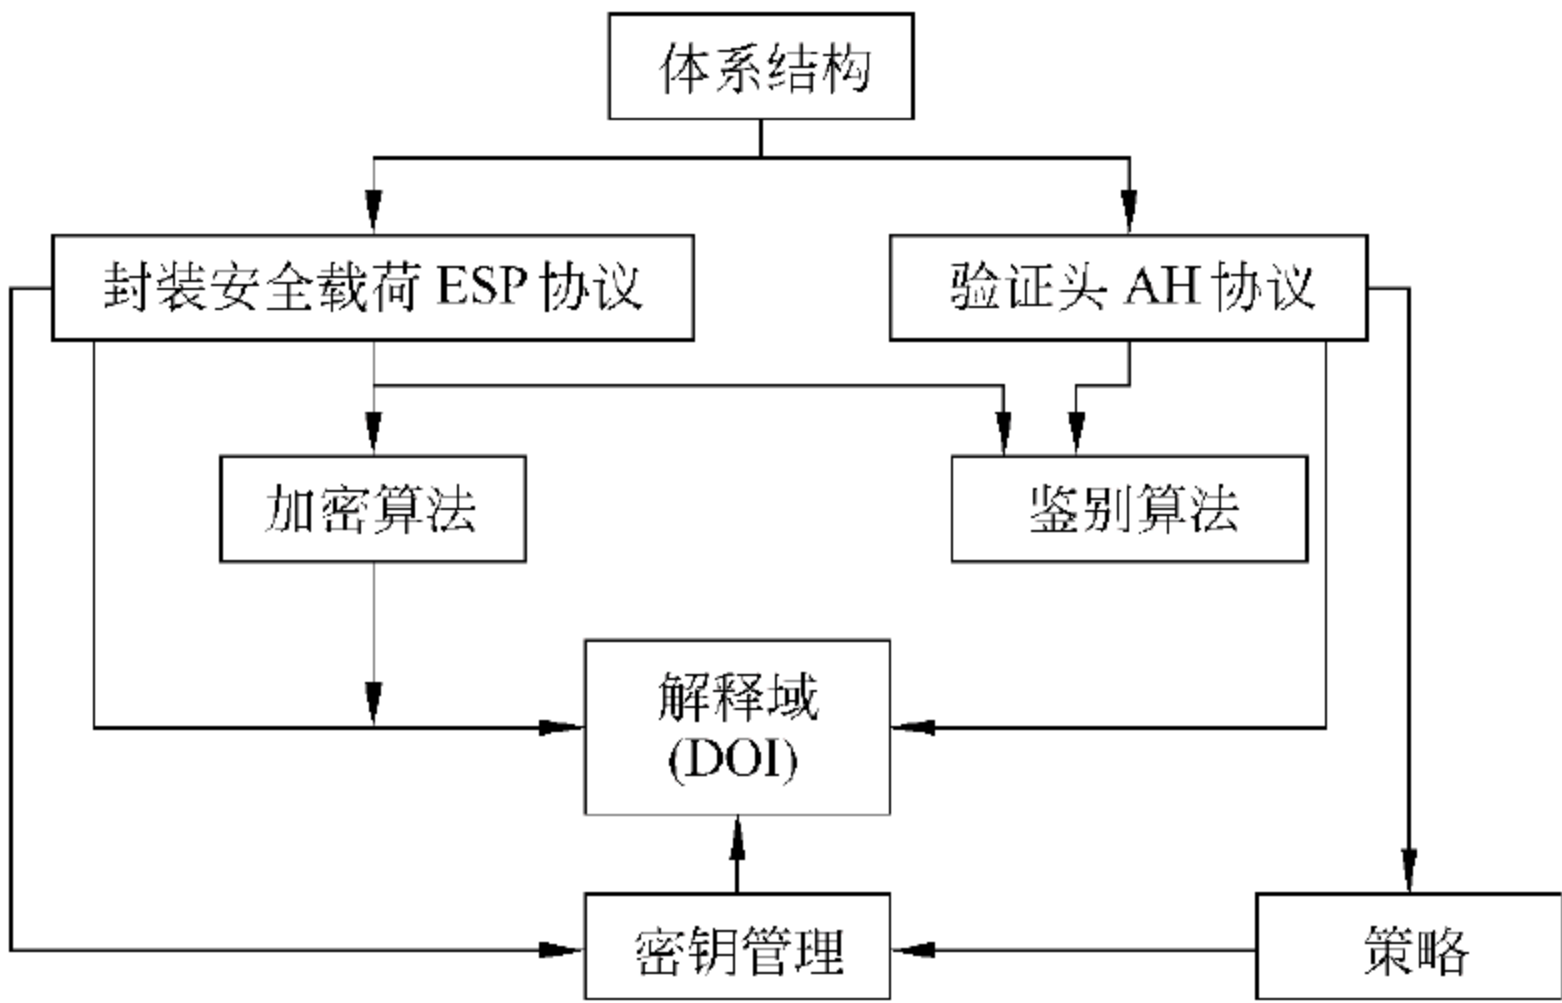 体系结构
封装安全载荷 ESP 协议
验证头 AH 协议
加密算法
鉴别算法
解释域
(DOI)
密钥管理
策略